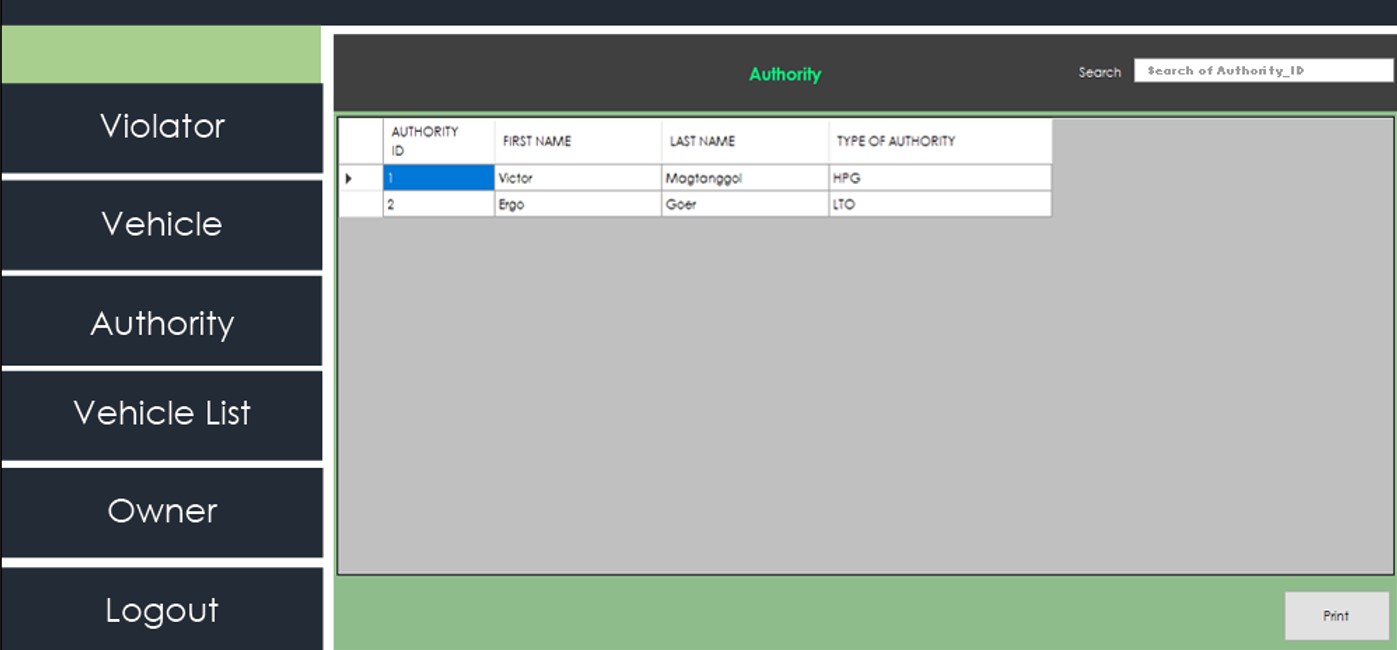 Authority
Search
Search of Authority_ID
Violator
Vehicle
Authority
Vehicle List
Owner
Logout
AUTHORITY
ID
FIRST NAME
LAST NAME
TYPE OF AUTHORITY
1 Victor Magtanggol HPG
2 Ergo Goer LTO
Print